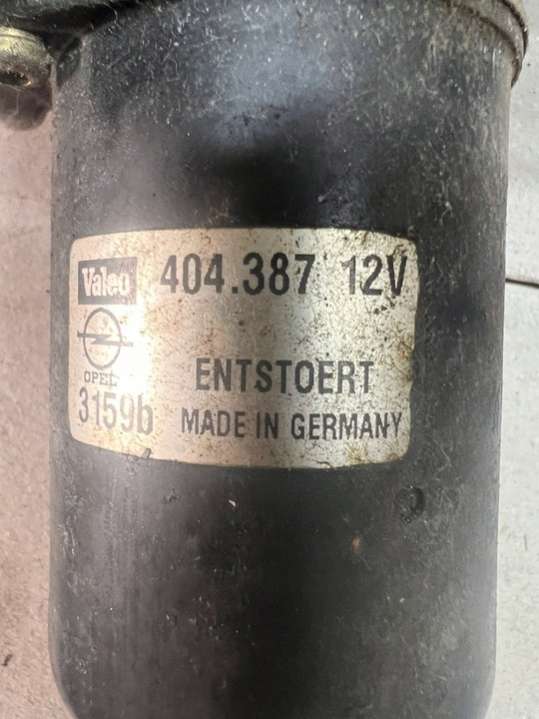 Valeo 404.387 12V
OPEL ENTSTOERT
3159b MADE IN GERMANY